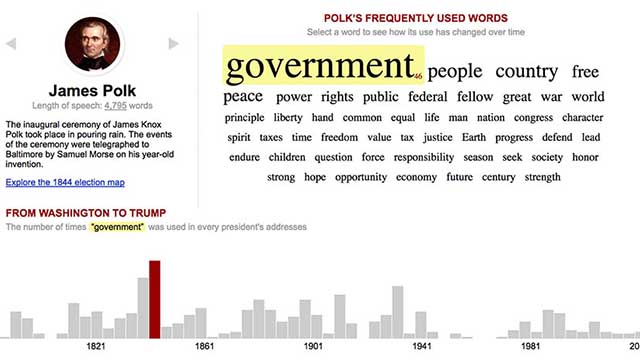 James Polk
Length of speech: 4,795 words
The inaugural ceremony of James Knox
Polk took place in pouring rain. The events
of the ceremony were telegraphed to
Baltimore by Samuel Morse on his year-old
invention.
Explore the 1844 election map
POLK'S FREQUENTLY USED WORDS
Select a word to see how its use has changed over time
government 46 people country free
peace power rights public federal fellow great war world
principle liberty hand common equal life man nation congress character
spirit taxes time freedom value tax justice Earth progress defend lead
endure children question force responsibility season seek society honor
strong hope opportunity economy future century strength
FROM WASHINGTON TO TRUMP
The number of times "government" was used in every president's addresses
1821 1861 1901 1941 1981 20